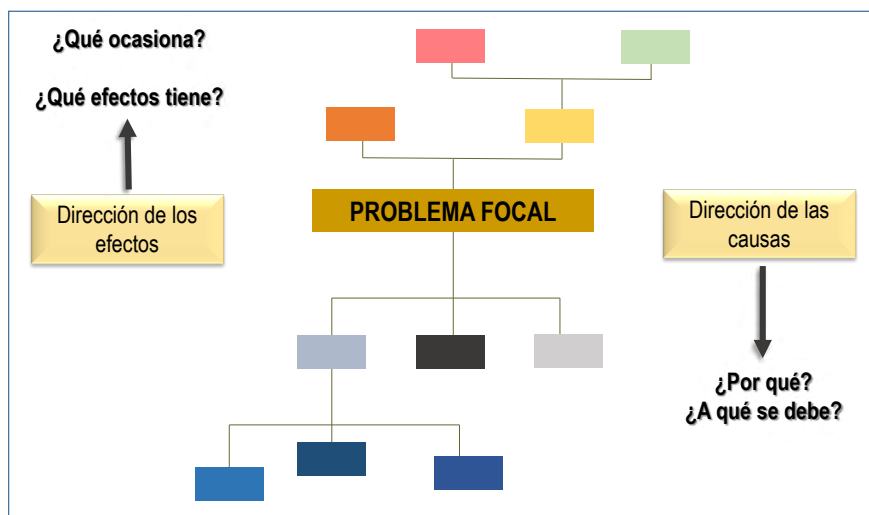 ¿Qué ocasiona?
¿Qué efectos tiene?
Dirección de los
efectos
PROBLEMA FOCAL
Dirección de las
causas
¿Por qué?
¿A qué se debe?